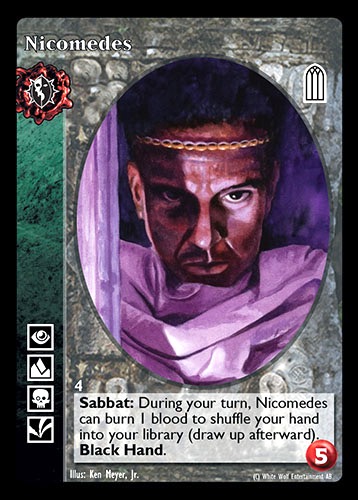 Nicomedes
4
Sabbat: During your turn, Nicomedes
can burn 1 blood to shuffle your hand
into your library (draw up afterward).
Black Hand.
5
Illus: Ken Meyer, Jr.
(C) White Wolf Entertainment AB